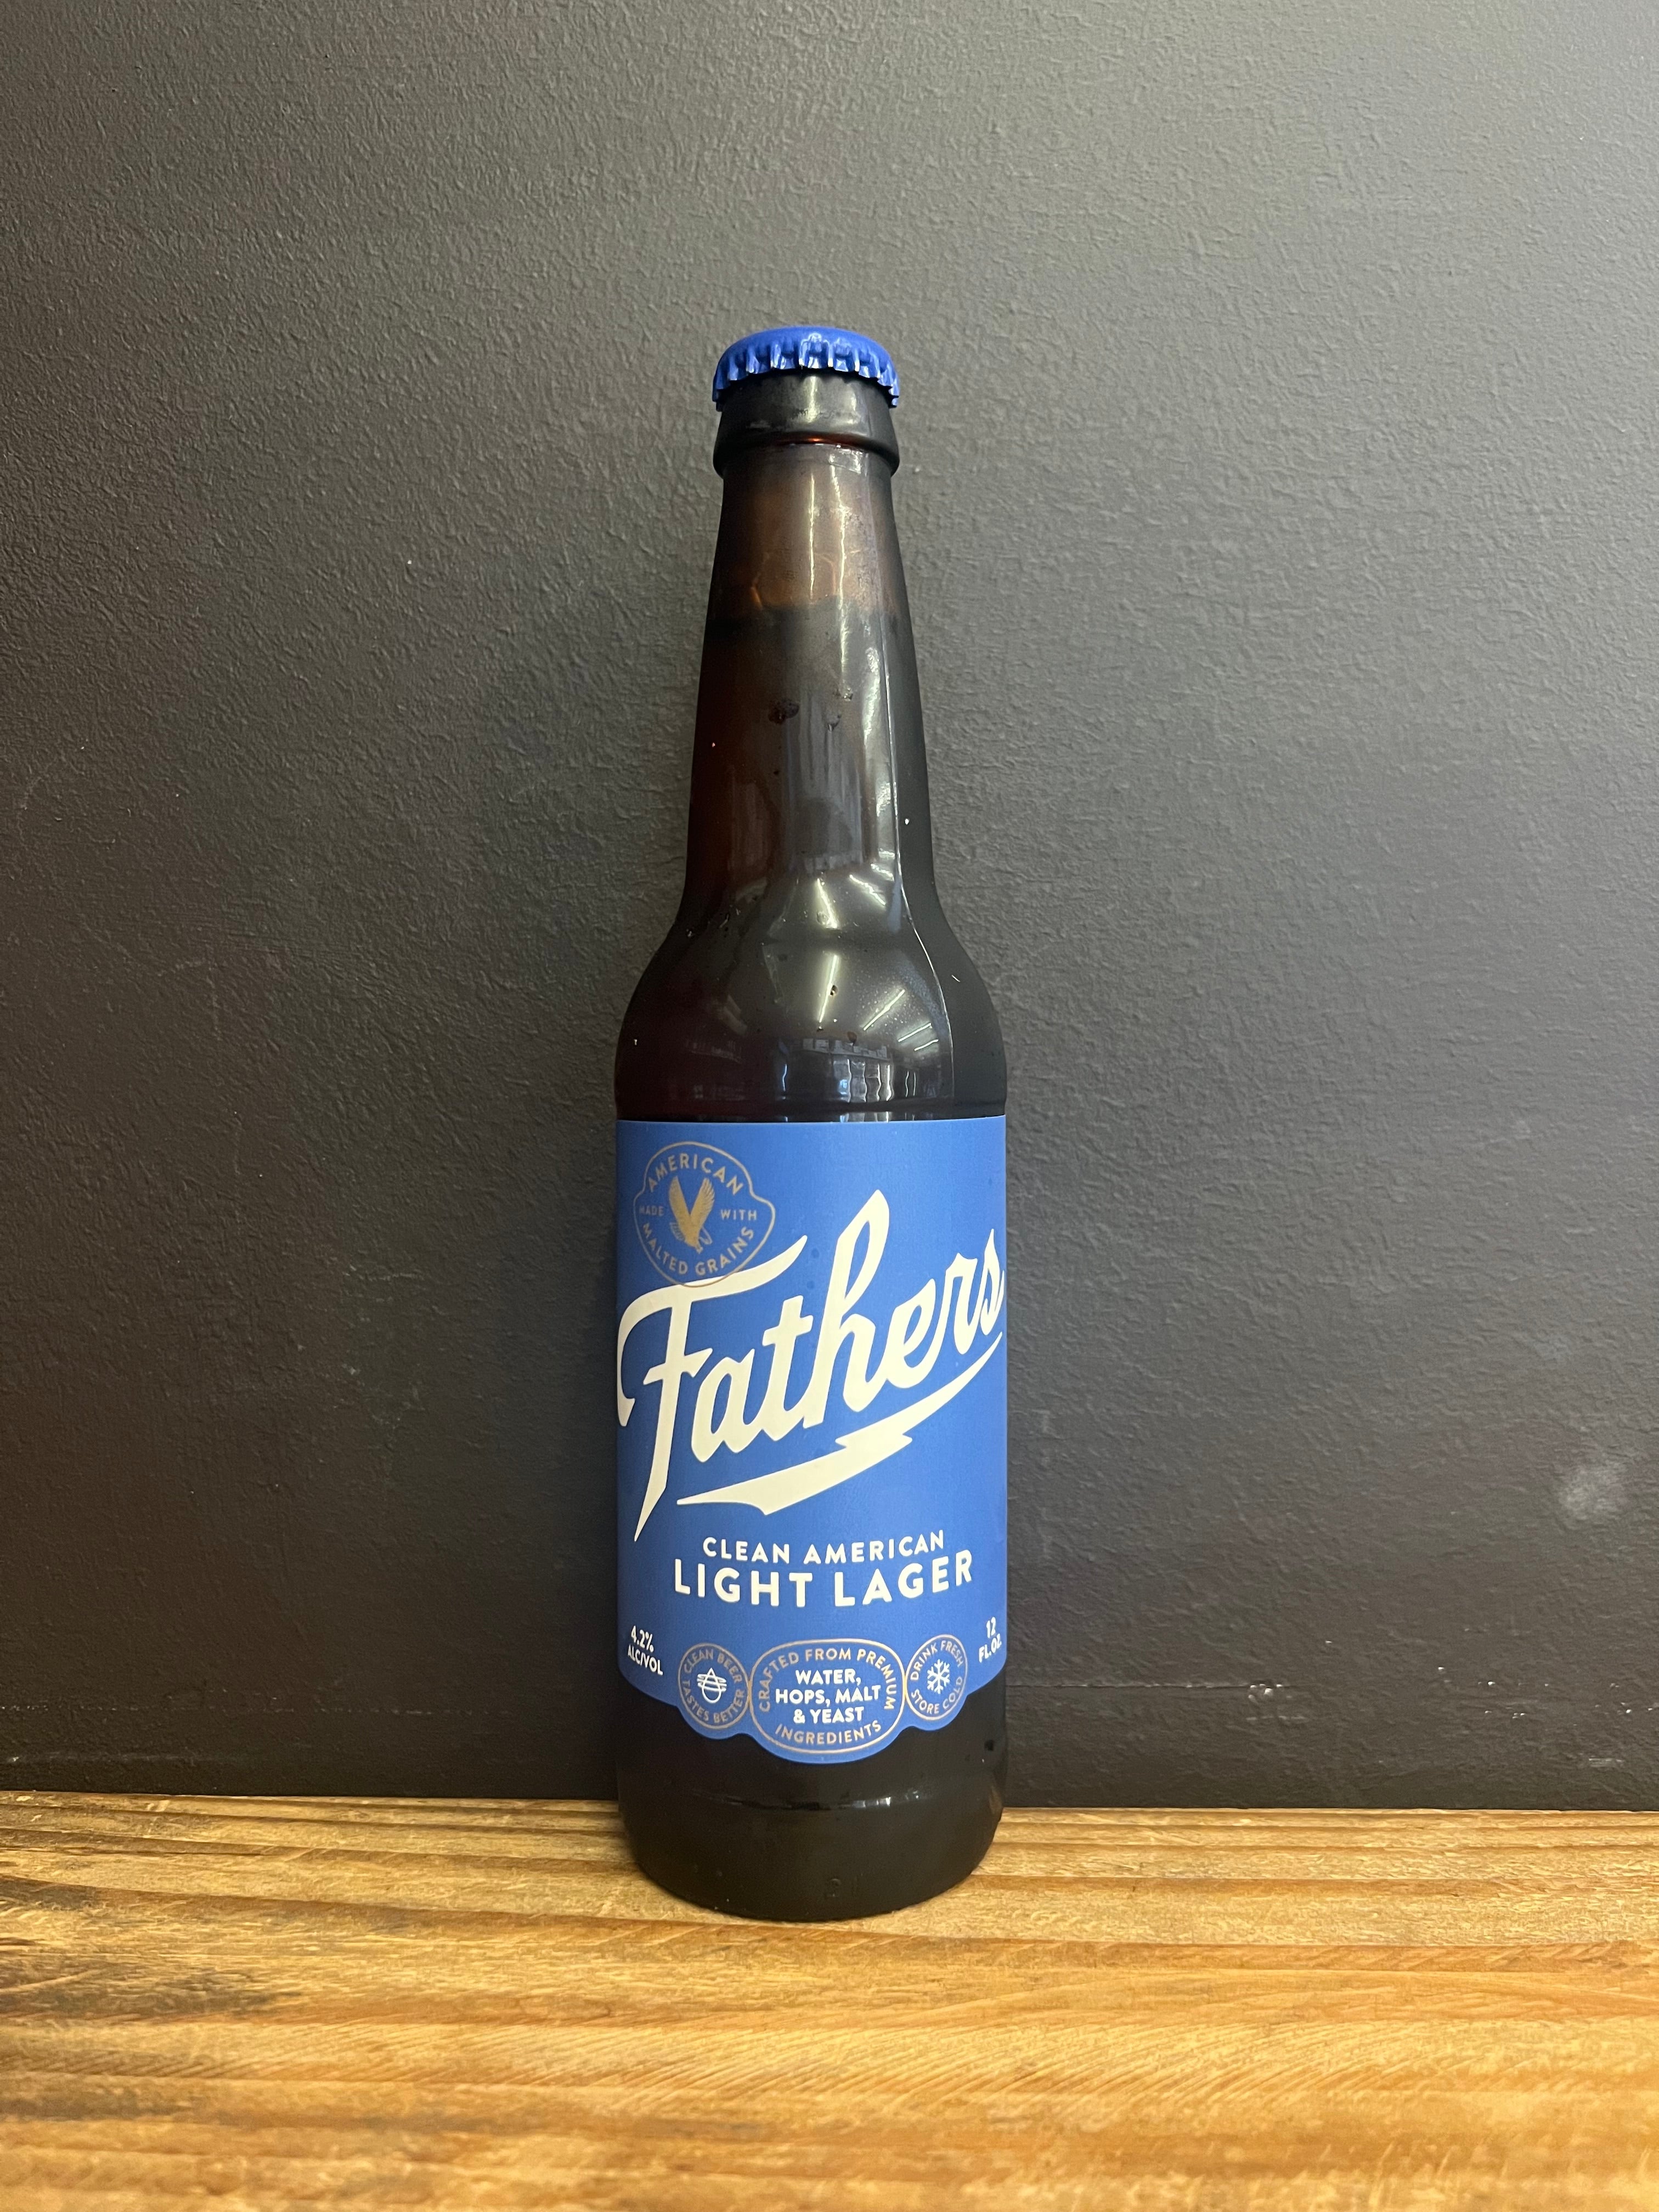 AMERICAN
MADE WITH
MALTED GRAINS
Fathers
CLEAN AMERICAN
LIGHT LAGER
4.2%
ALC/VOL
12
FL.OZ.
CLEAN BEER
TASTES BETTER
CRAFTED FROM PREMIUM
WATER,
HOPS, MALT
& YEAST
INGREDIENTS
DRINK FRESH
STORE COLD